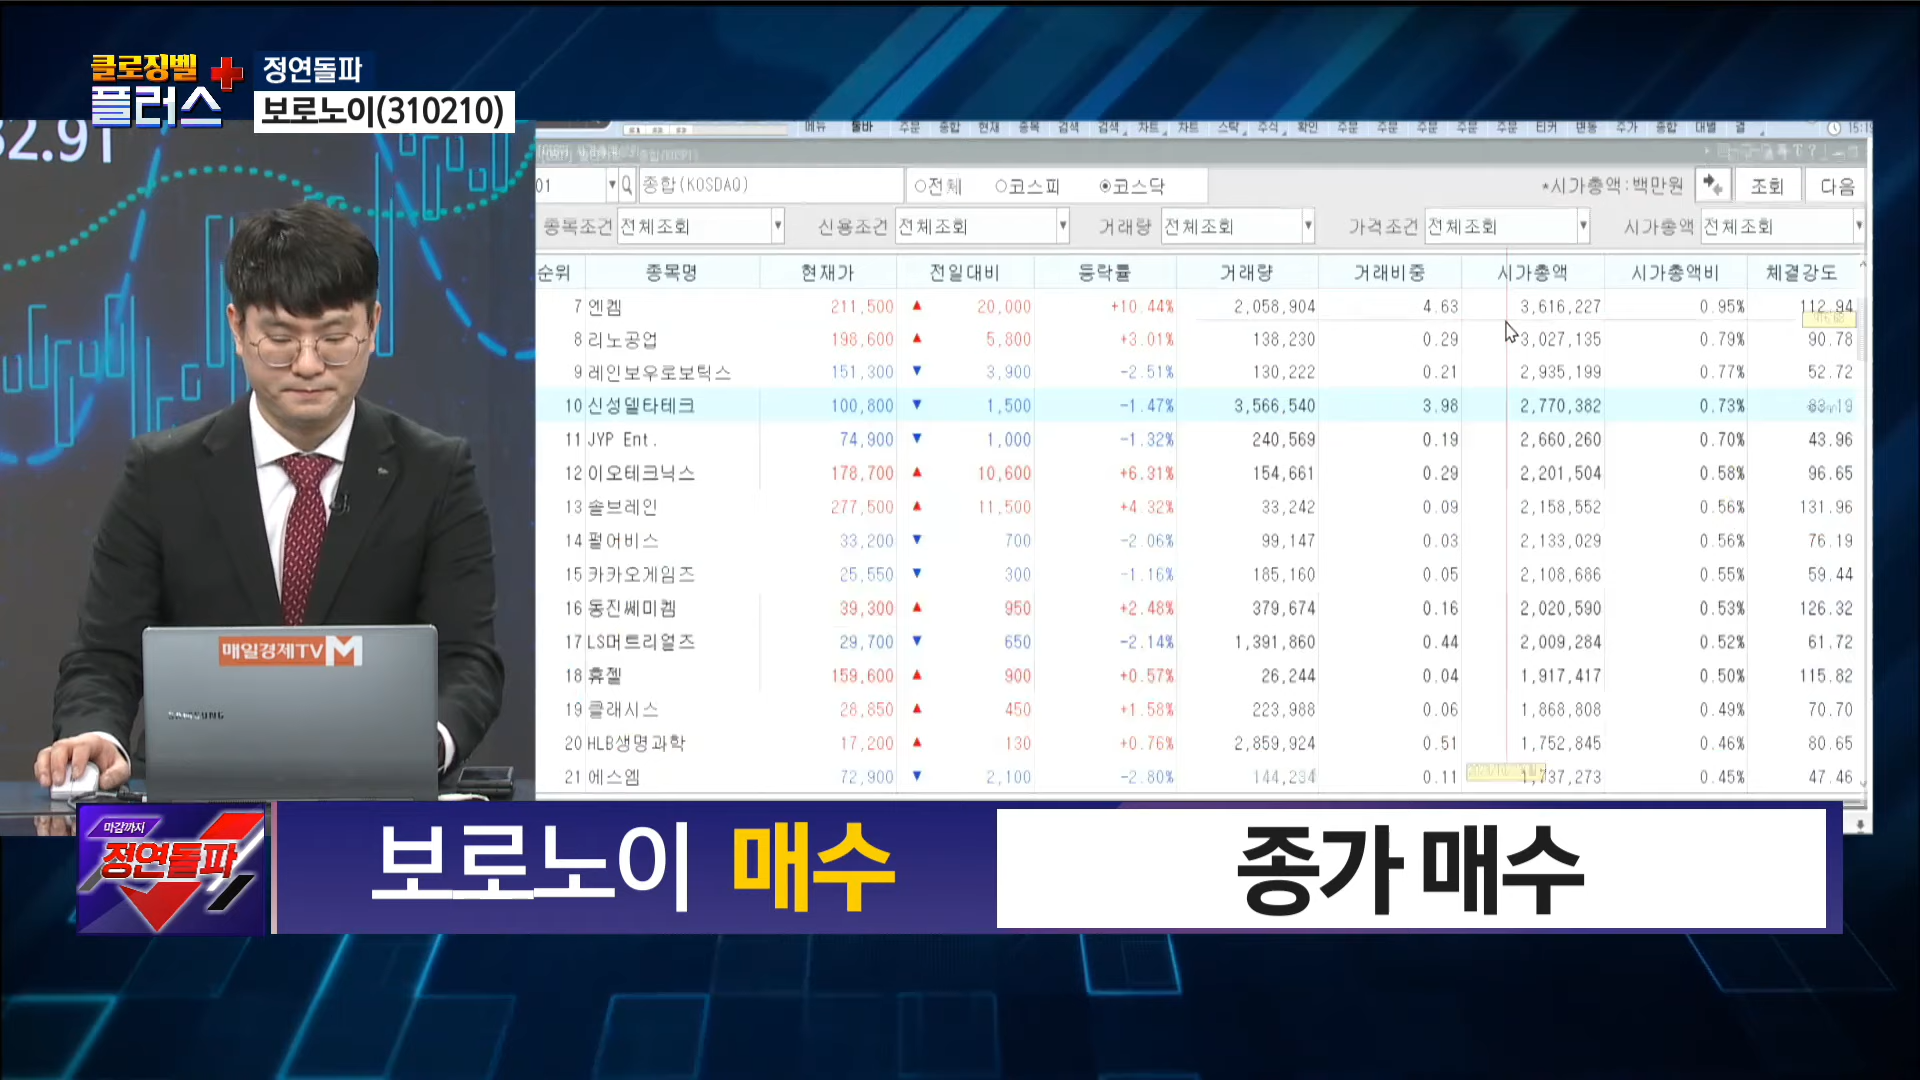 클로징벨
플러스
정연돌파
보로노이(310210)
32.91
01 종합(KOSDAQ) 전체 코스피 코스닥 *시가총액:백만원 조회 다음
종목조건 전체조회 신용조건 전체조회 거래량 전체조회 가격조건 전체조회 시가총액 전체조회
순위 종목명 현재가 전일대비 등락률 거래량 거래비중 시가총액 시가총액비 체결강도
7 엔켐 211,500 ▲ 20,000 +10.44% 2,058,904 4.63 3,616,227 0.95% 112.94
8 리노공업 198,600 ▲ 5,800 +3.01% 138,230 0.29 3,027,135 0.79% 90.78
9 레인보우로보틱스 151,300 ▼ 3,900 -2.51% 130,222 0.21 2,935,199 0.77% 52.72
10 신성델타테크 100,800 ▼ 1,500 -1.47% 3,566,540 3.98 2,770,382 0.73%
11 JYP Ent. 74,900 ▼ 1,000 -1.32% 240,569 0.19 2,660,260 0.70% 43.96
12 이오테크닉스 178,700 ▲ 10,600 +6.31% 154,661 0.29 2,201,504 0.58% 96.65
13 솔브레인 277,500 ▲ 11,500 +4.32% 33,242 0.09 2,158,552 0.56% 131.96
14 펄어비스 33,200 ▼ 700 -2.06% 99,147 0.03 2,133,029 0.56% 76.19
15 카카오게임즈 25,550 ▼ 300 -1.16% 185,160 0.05 2,108,686 0.55% 59.44
16 동진쎄미켐 39,300 ▲ 950 +2.48% 379,674 0.16 2,020,590 0.53% 126.32
17 LS머트리얼즈 29,700 ▼ 650 -2.14% 1,391,860 0.44 2,009,284 0.52% 61.72
18 휴젤 159,600 ▲ 900 +0.57% 26,244 0.04 1,917,417 0.50% 115.82
19 클래시스 28,850 ▲ 450 +1.58% 223,988 0.06 1,868,808 0.49% 70.70
20 HLB생명과학 17,200 ▲ 130 +0.76% 2,859,924 0.51 1,752,845 0.46% 80.65
21 에스엠 72,900 ▼ 2,100 -2.80% 144,234 0.11 1,737,273 0.45% 47.46
매일경제TV M
SAMSUNG
마감까지
정연돌파
보로노이 매수 종가 매수